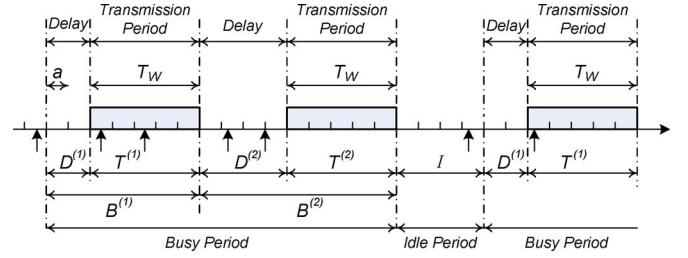 Delay Transmission Period Delay Transmission Period Delay Transmission Period
a T_W T_W T_W
D^(1) T^(1) D^(2) T^(2) I D^(1) T^(1)
B^(1) B^(2)
Busy Period Idle Period Busy Period